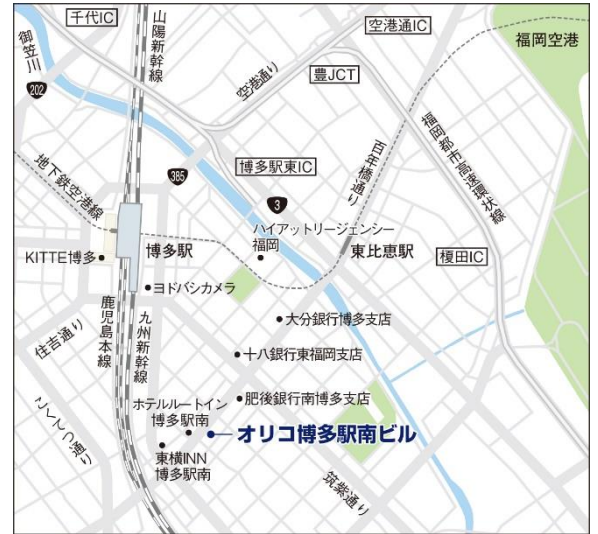 千代IC
山陽新幹線
空港通IC
福岡空港
御笠川
豊JCT
202
空港通り
百年橋通り
福岡都市高速環状線
385
博多駅東IC
地下鉄空港線
3
ハイアットリージェンシー
福岡
博多駅
東比恵駅
榎田IC
KITTE博多
ヨドバシカメラ
大分銀行博多支店
住吉通り
鹿児島本線
九州新幹線
十八銀行東福岡支店
こくてつ通り
ホテルルートイン
博多駅南
肥後銀行南博多支店
オリコ博多駅南ビル
東横INN
博多駅南
筑紫通り